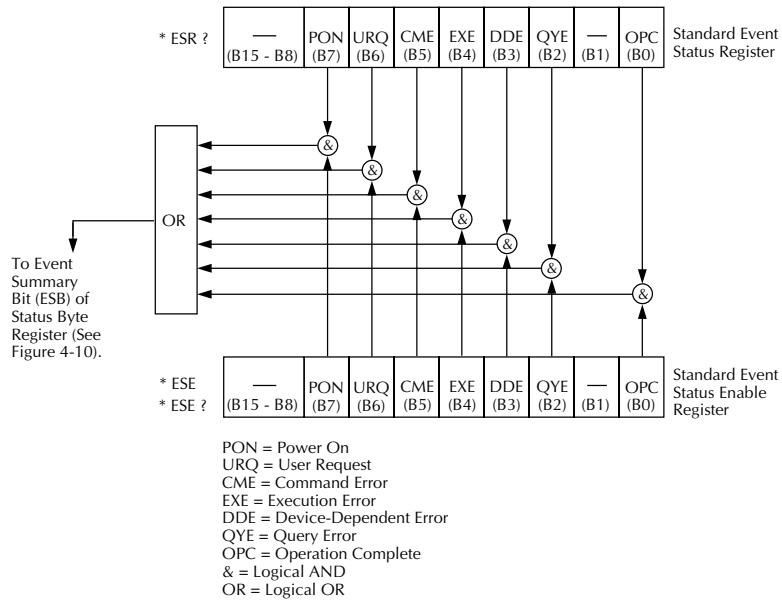 * ESR ?
— PON URQ CME EXE DDE QYE — OPC
(B15 - B8) (B7) (B6) (B5) (B4) (B3) (B2) (B1) (B0)
Standard Event
Status Register
&
&
&
&
&
&
&
OR
To Event
Summary
Bit (ESB) of
Status Byte
Register (See
Figure 4-10).
* ESE
* ESE ?
— PON URQ CME EXE DDE QYE — OPC
(B15 - B8) (B7) (B6) (B5) (B4) (B3) (B2) (B1) (B0)
Standard Event
Status Enable
Register
PON = Power On
URQ = User Request
CME = Command Error
EXE = Execution Error
DDE = Device-Dependent Error
QYE = Query Error
OPC = Operation Complete
& = Logical AND
OR = Logical OR